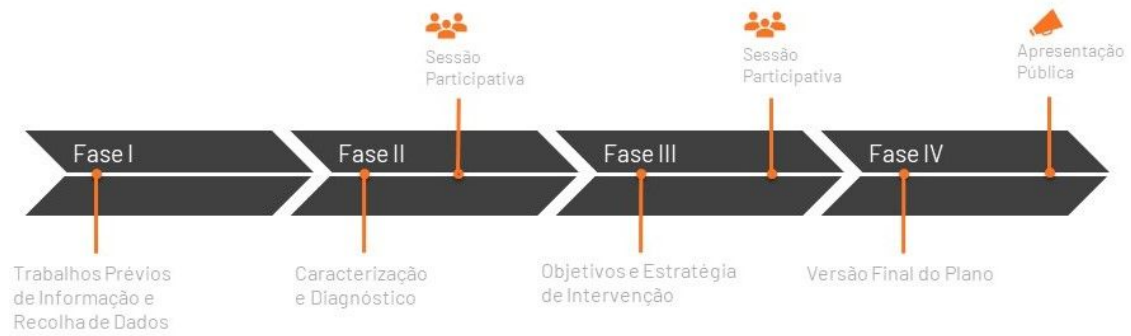 Sessão
Participativa
Sessão
Participativa
Apresentação
Pública
Fase I
Fase II
Fase III
Fase IV
Trabalhos Prévios
de Informação e
Recolha de Dados
Caracterização
e Diagnóstico
Objetivos e Estratégia
de Intervenção
Versão Final do Plano